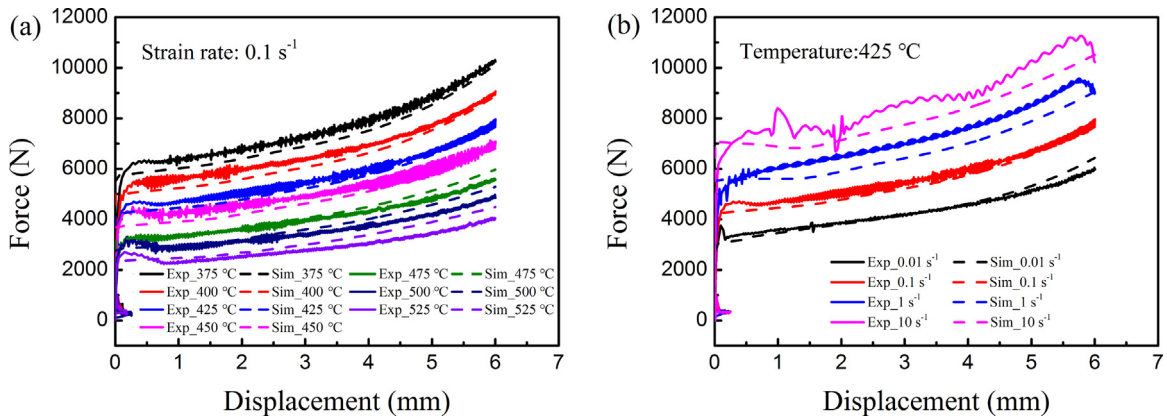 (a)
Strain rate: 0.1 s⁻¹
Force (N)
12000
10000
8000
6000
4000
2000
0
Exp_375 °C Sim_375 °C Exp_475 °C Sim_475 °C
Exp_400 °C Sim_400 °C Exp_500 °C Sim_500 °C
Exp_425 °C Sim_425 °C Exp_525 °C Sim_525 °C
Exp_450 °C Sim_450 °C
0 1 2 3 4 5 6 7
Displacement (mm)
(b)
Temperature:425 °C
Force (N)
12000
10000
8000
6000
4000
2000
0
Exp_0.01 s⁻¹ Sim_0.01 s⁻¹
Exp_0.1 s⁻¹ Sim_0.1 s⁻¹
Exp_1 s⁻¹ Sim_1 s⁻¹
Exp_10 s⁻¹ Sim_10 s⁻¹
0 1 2 3 4 5 6 7
Displacement (mm)